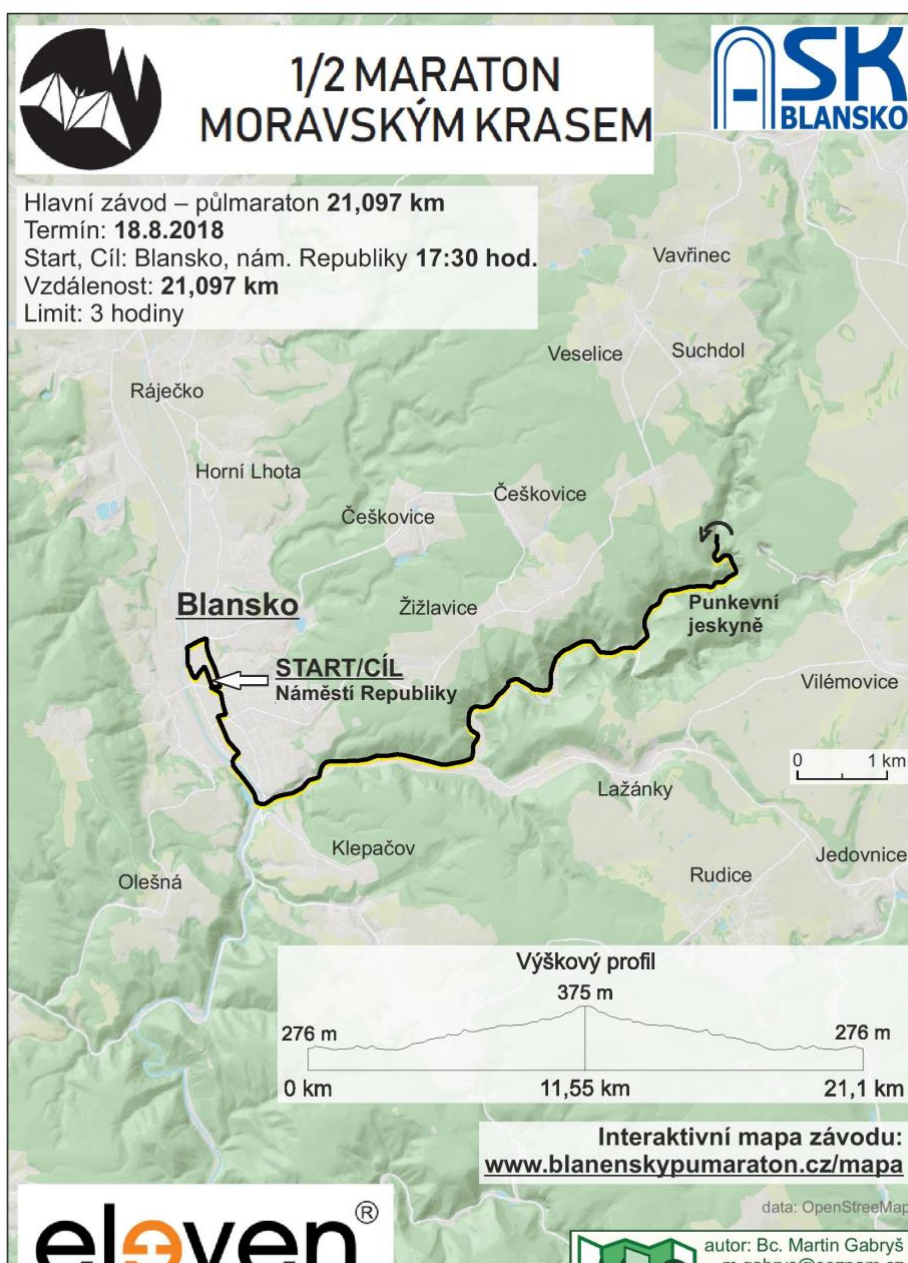 1/2 MARATON
MORAVSKÝM KRASEM
ASK
BLANSKO
Hlavní závod – půlmaraton 21,097 km
Termín: 18.8.2018
Start, Cíl: Blansko, nám. Republiky 17:30 hod.
Vzdálenost: 21,097 km
Limit: 3 hodiny
Vavřinec
Veselice
Suchdol
Ráječko
Horní Lhota
Češkovice
Češkovice
Blansko
Žižlavice
Punkevní
jeskyně
START/CÍL
Náměstí Republiky
Vilémovice
0 1 km
Lažánky
Klepačov
Jedovnice
Rudice
Olešná
Výškový profil
375 m
276 m
276 m
0 km
11,55 km
21,1 km
Interaktivní mapa závodu:
www.blanenskypumaraton.cz/mapa
data: OpenStreetMap
eleven®
autor: Bc. Martin Gabryš